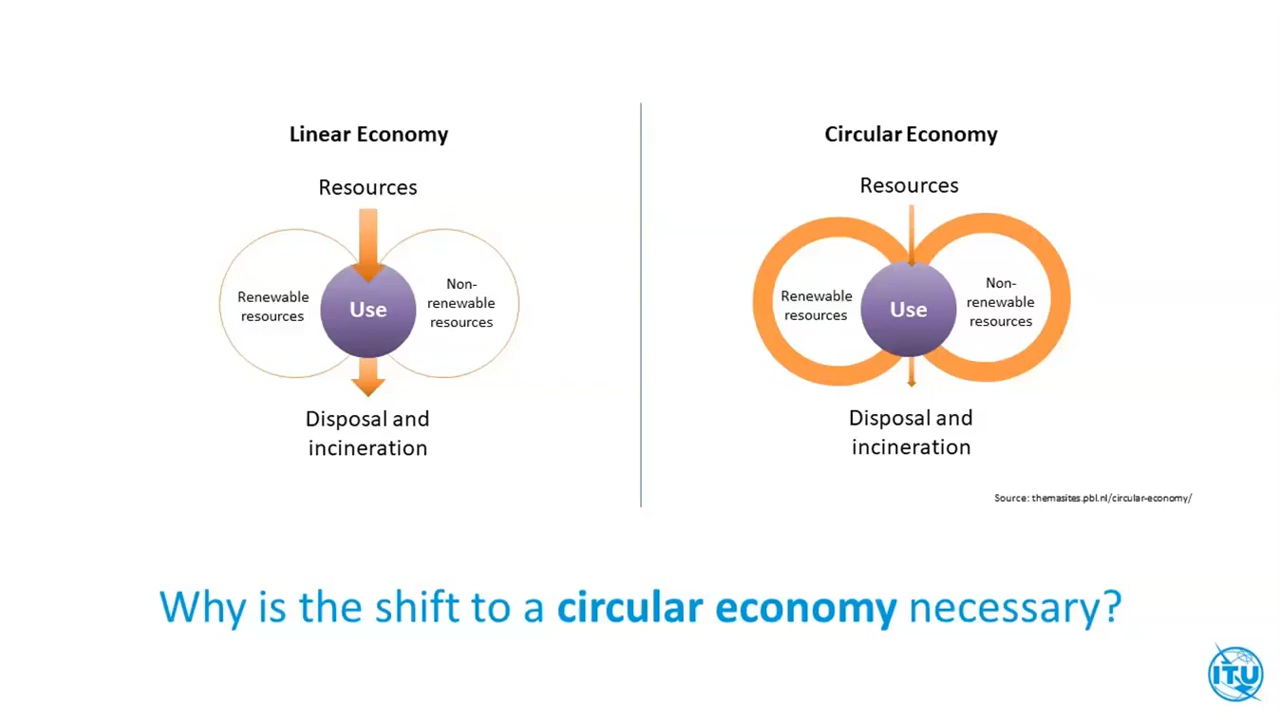 Linear Economy
Resources
Renewable
resources
Use
Non-
renewable
resources
Disposal and
incineration
Circular Economy
Resources
Renewable
resources
Use
Non-
renewable
resources
Disposal and
incineration
Source: themasites.pbl.nl/circular-economy/
Why is the shift to a circular economy necessary?
ITU